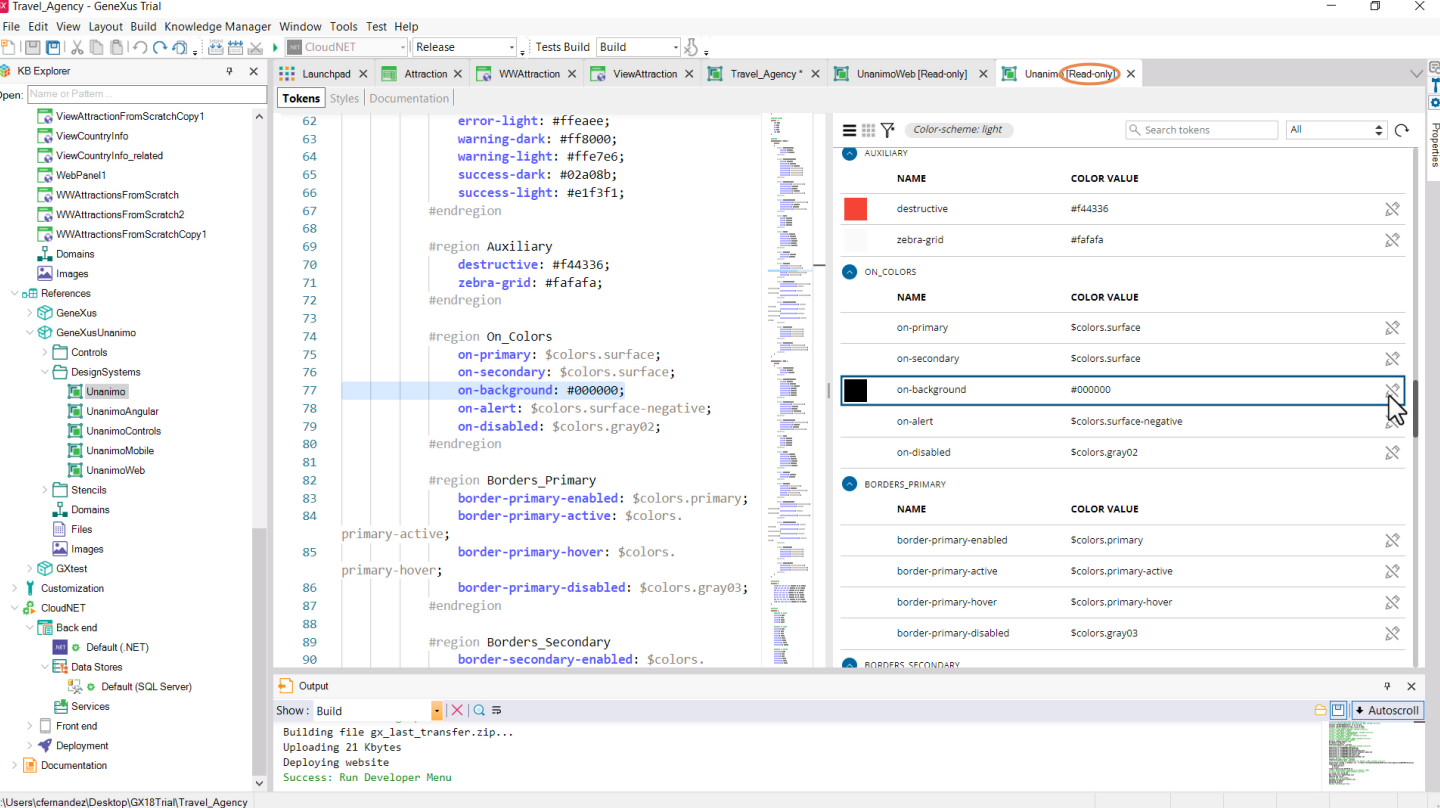 Travel_Agency - GeneXus Trial
File Edit View Layout Build Knowledge Manager Window Tools Test Help
.NET CloudNET Release Tests Build Build
KB Explorer
Open: Name or Pattern ...
ViewAttractionFromScratchCopy1
ViewCountryInfo
ViewCountryInfo_related
WebPanel1
WWAttractionsFromScratch
WWAttractionsFromScratch2
WWAttractionsFromScratchCopy1
Domains
Images
References
GeneXus
GeneXusUnanimo
Controls
DesignSystems
Unanimo
UnanimoAngular
UnanimoControls
UnanimoMobile
UnanimoWeb
Stencils
Domains
Files
Images
GXtest
Customization
CloudNET
Back end
.NET Default (.NET)
Data Stores
Default (SQL Server)
Services
Front end
Deployment
Documentation
Launchpad Attraction WWAttraction ViewAttraction Travel_Agency * UnanimoWeb [Read-only] Unanimo [Read-only]
Tokens Styles Documentation
62 error-light: #ffeaee;
63 warning-dark: #ff8000;
64 warning-light: #ffe7e6;
65 success-dark: #02a08b;
66 success-light: #e1f3f1;
67 #endregion
68
69 #region Auxiliary
70 destructive: #f44336;
71 zebra-grid: #fafafa;
72 #endregion
73
74 #region On_Colors
75 on-primary: $colors.surface;
76 on-secondary: $colors.surface;
77 on-background: #000000;
78 on-alert: $colors.surface-negative;
79 on-disabled: $colors.gray02;
80 #endregion
81
82 #region Borders_Primary
83 border-primary-enabled: $colors.primary;
84 border-primary-active: $colors.
primary-active;
85 border-primary-hover: $colors.
primary-hover;
86 border-primary-disabled: $colors.gray03;
87 #endregion
88
89 #region Borders_Secondary
90 border-secondary-enabled: $colors.
Color-scheme: light Search tokens All
AUXILIARY
NAME COLOR VALUE
destructive #f44336
zebra-grid #fafafa
ON_COLORS
NAME COLOR VALUE
on-primary $colors.surface
on-secondary $colors.surface
on-background #000000
on-alert $colors.surface-negative
on-disabled $colors.gray02
BORDERS_PRIMARY
NAME COLOR VALUE
border-primary-enabled $colors.primary
border-primary-active $colors.primary-active
border-primary-hover $colors.primary-hover
border-primary-disabled $colors.gray03
BORDERS_SECONDARY
Properties
Output
Show: Build Autoscroll
Building file gx_last_transfer.zip...
Uploading 21 Kbytes
Deploying website
Success: Run Developer Menu
:\Users\cfernandez\Desktop\GX18Trial\Travel_Agency